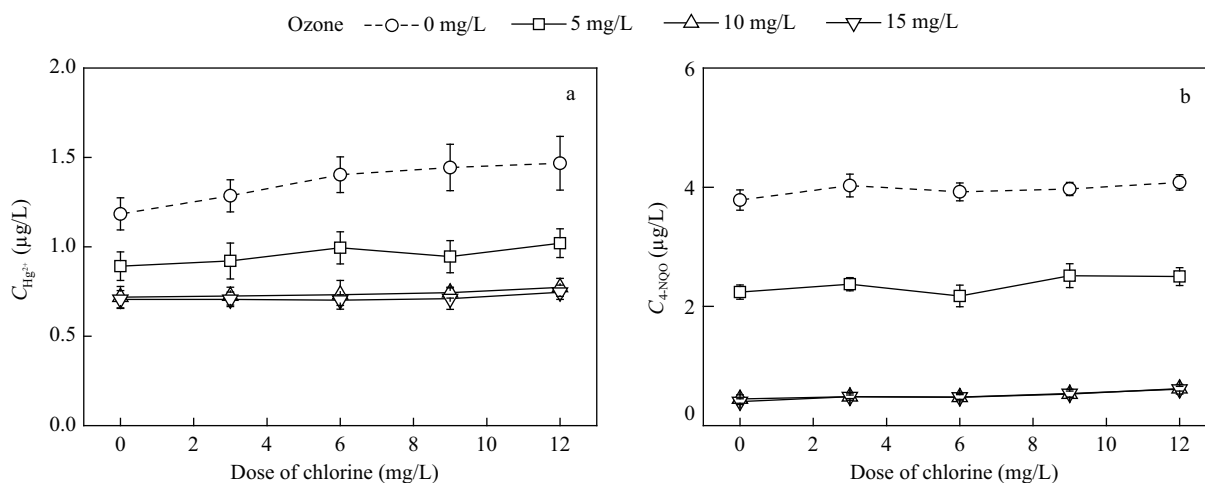 Ozone 0 mg/L 5 mg/L 10 mg/L 15 mg/L
a
2.0
1.5
1.0
0.5
0.0
C_Hg²⁺ (µg/L)
0 2 4 6 8 10 12
Dose of chlorine (mg/L)
b
6
4
2
0
C_4-NQO (µg/L)
0 2 4 6 8 10 12
Dose of chlorine (mg/L)